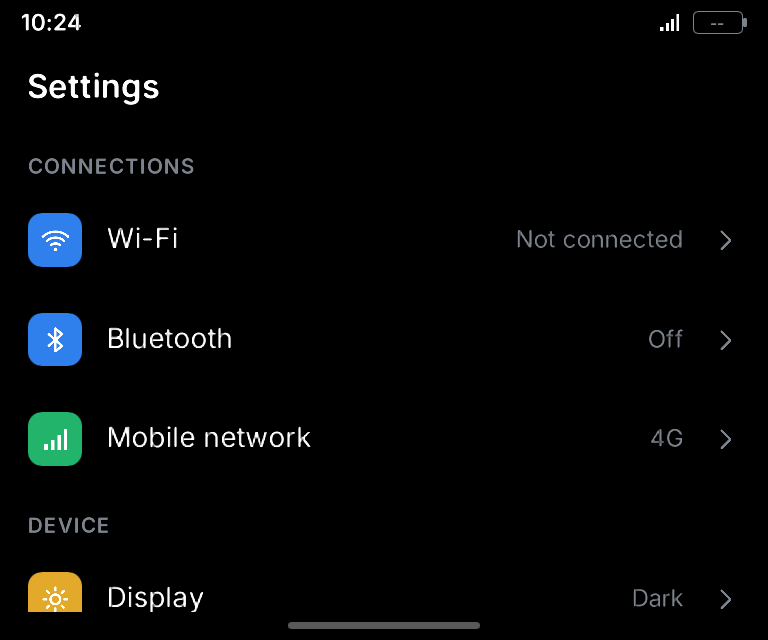 10:24
--
Settings
CONNECTIONS
Wi-Fi Not connected
Bluetooth Off
Mobile network 4G
DEVICE
Display Dark